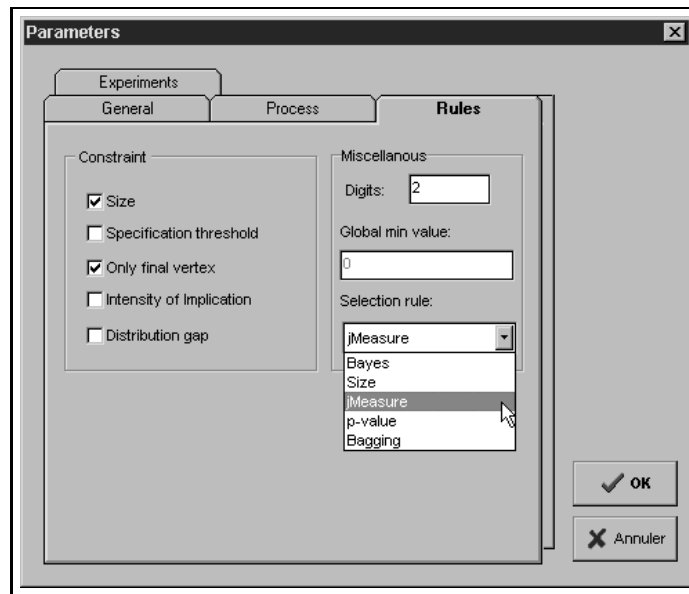 Parameters
Experiments
General
Process
Rules
Constraint
Size
Specification threshold
Only final vertex
Intensity of Implication
Distribution gap
Miscellanous
Digits: 2
Global min value:
0
Selection rule:
jMeasure
Bayes
Size
jMeasure
p-value
Bagging
OK
Annuler